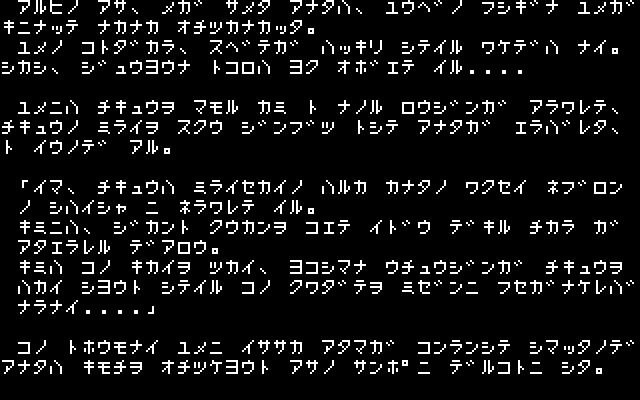 アルヒノ アサ、 メガ サメタ アナタハ、 ユウベノ フシギナ ユメガ
キニナッテ ナカナカ オチツカナカッタ。
ユメノ コトダカラ、 スベテガ ハッキリ シテイル ワケデハ ナイ。
シカシ、 ジュウヨウナ トコロハ ヨク オボエテ イル....
ユメニハ チキュウヲ マモル カミ ト ナノル ロウジンガ アラワレテ、
チキュウノ ミライヲ スクウ ジンブツ トシテ アナタガ エラバレタ、
ト イウノデ アル。
「イマ、 チキュウハ ミライセカイノ ハルカ カナタノ ワクセイ ネブロン
ノ シハイシャ ニ ネラワレテ イル。
キミニハ、 ジカント クウカンヲ コエテ イドウ デキル チカラ ガ
アタエラレル デアロウ。
キミハ コノ キカイヲ ツカイ、 ヨコシマナ ウチュウジンガ チキュウヲ
ハカイ シヨウト シテイル コノ クワダテヲ ミゼンニ フセガナケレバ
ナラナイ.....」
コノ トホウモナイ ユメニ イササカ アタマガ コンランシテ シマッタノデ
アナタハ キモチヲ オチツケヨウト アサノ サンポニ デルコトニ シタ。